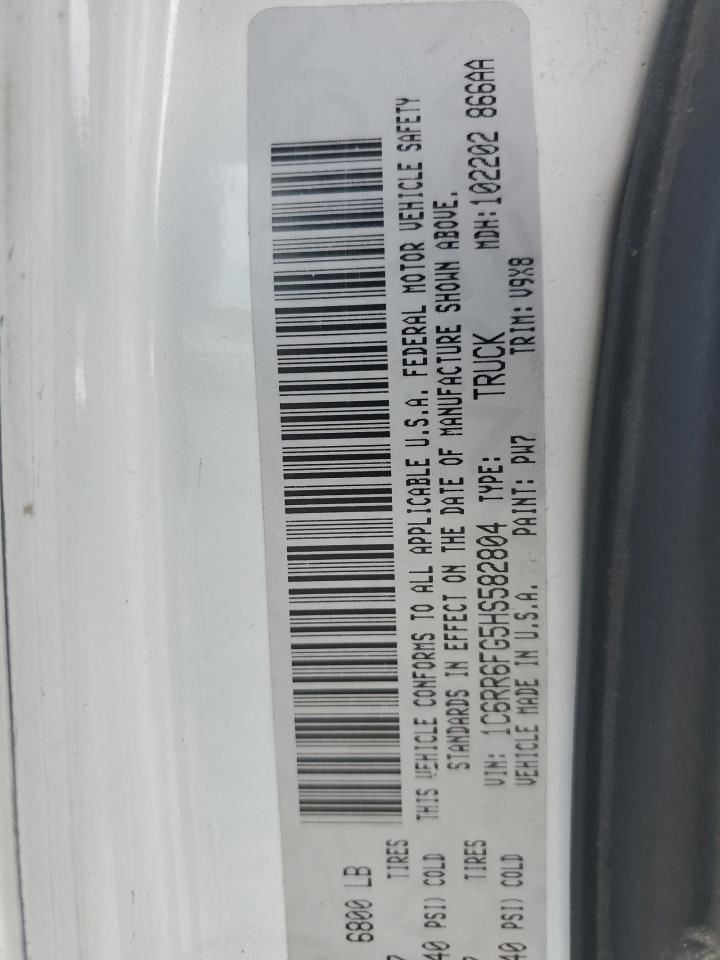 6800 LB
TIRES
40 PSI) COLD
TIRES
40 PSI) COLD
THIS VEHICLE CONFORMS TO ALL APPLICABLE U.S.A. FEDERAL MOTOR VEHICLE SAFETY
STANDARDS IN EFFECT ON THE DATE OF MANUFACTURE SHOWN ABOVE.
VIN: 1C6RR6FG5HS582804 TYPE: TRUCK MDH:102202 866AA
VEHICLE MADE IN U.S.A. PAINT: PW7 TRIM: V9X8